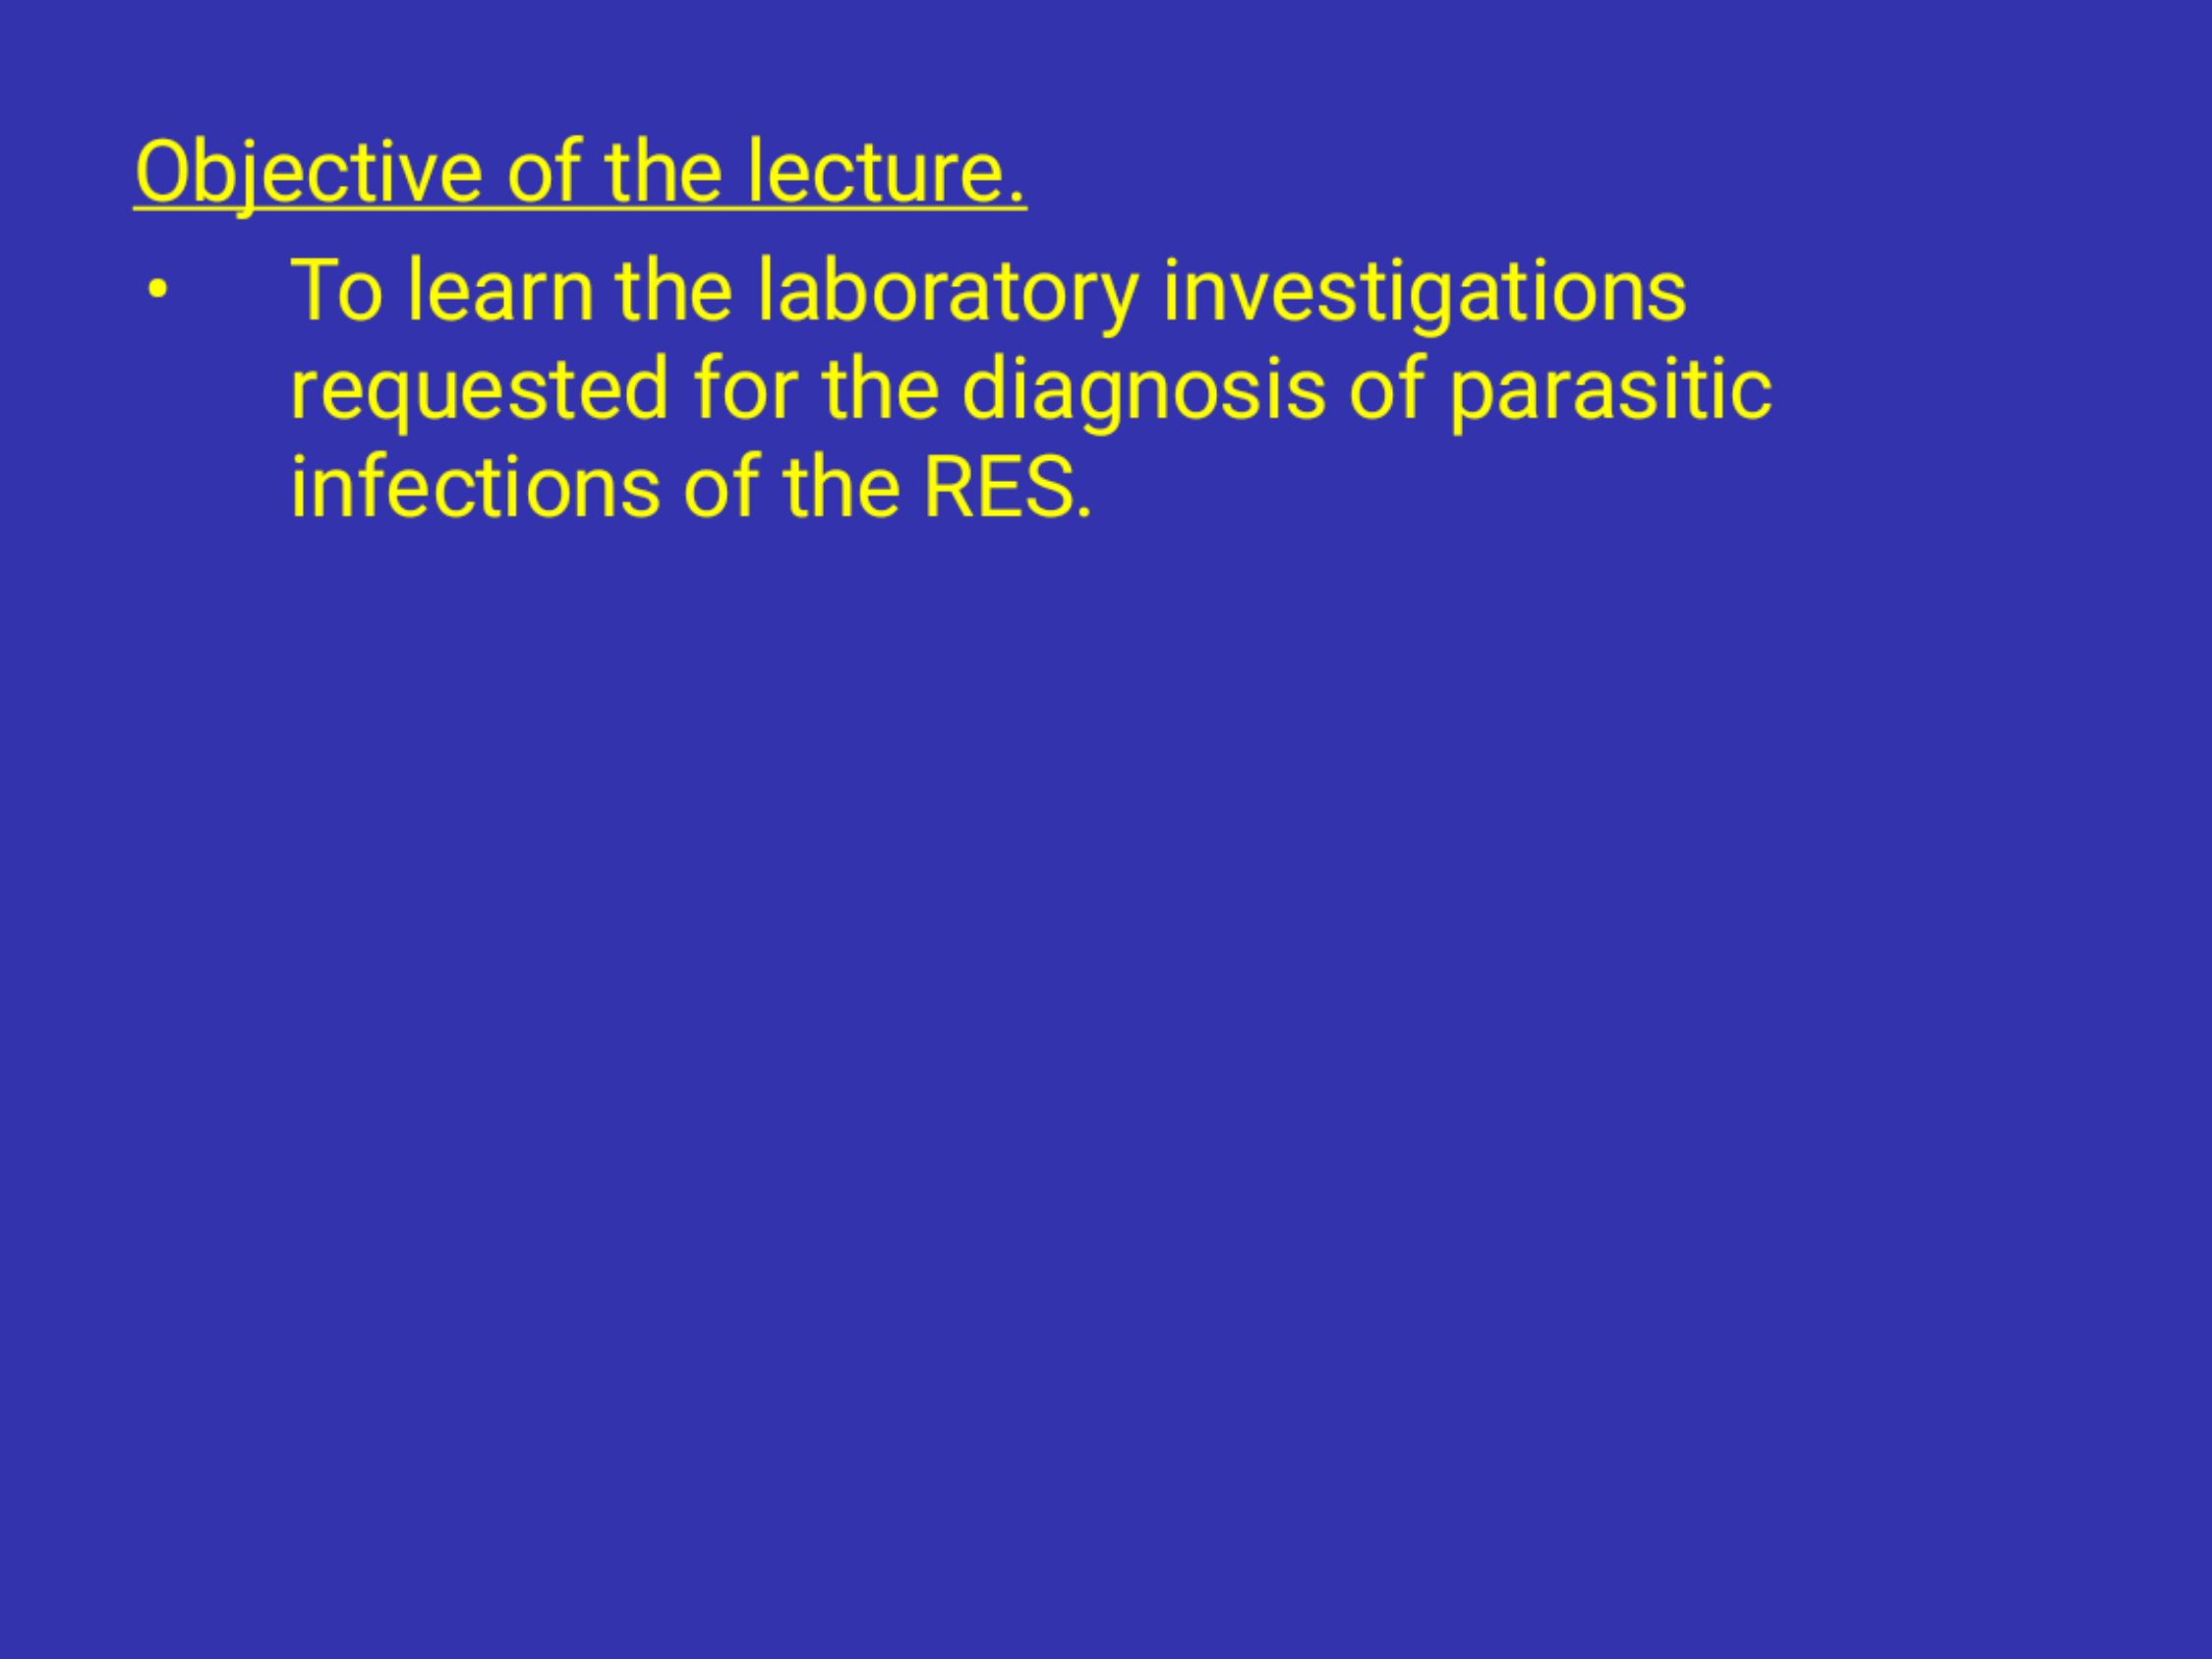 Objective of the lecture.
• To learn the laboratory investigations
requested for the diagnosis of parasitic
infections of the RES.